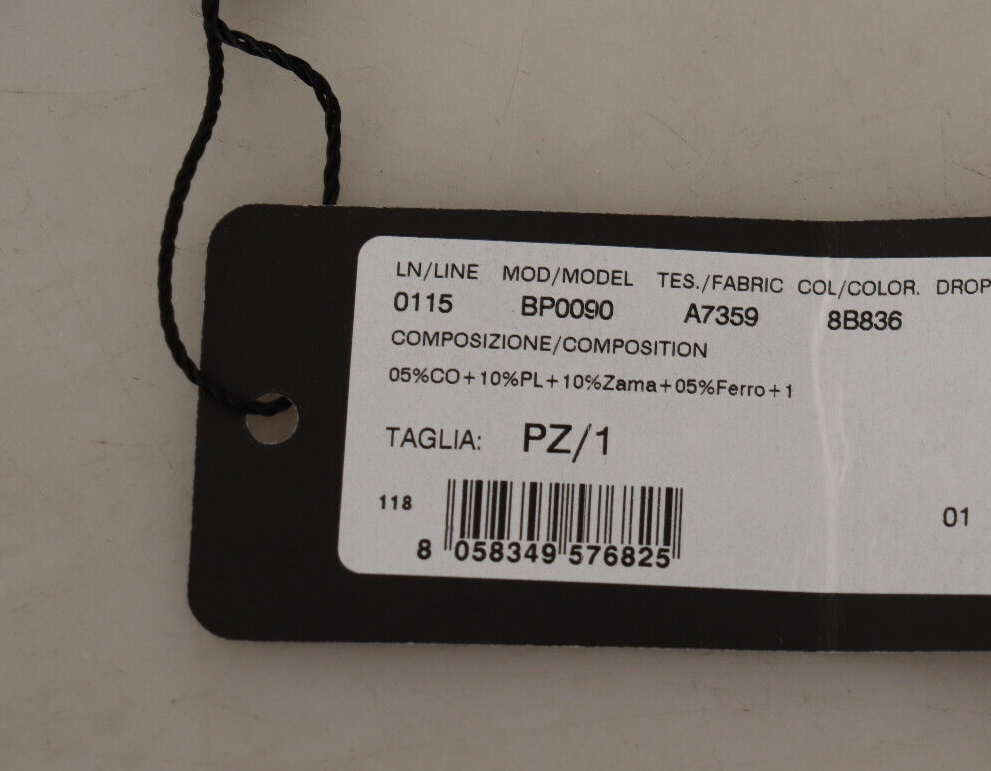 LN/LINE MOD/MODEL TES./FABRIC COL/COLOR. DROP
0115 BP0090 A7359 8B836
COMPOSIZIONE/COMPOSITION
05%CO+10%PL+10%Zama+05%Ferro+1
TAGLIA: PZ/1
118
01
8 058349 576825